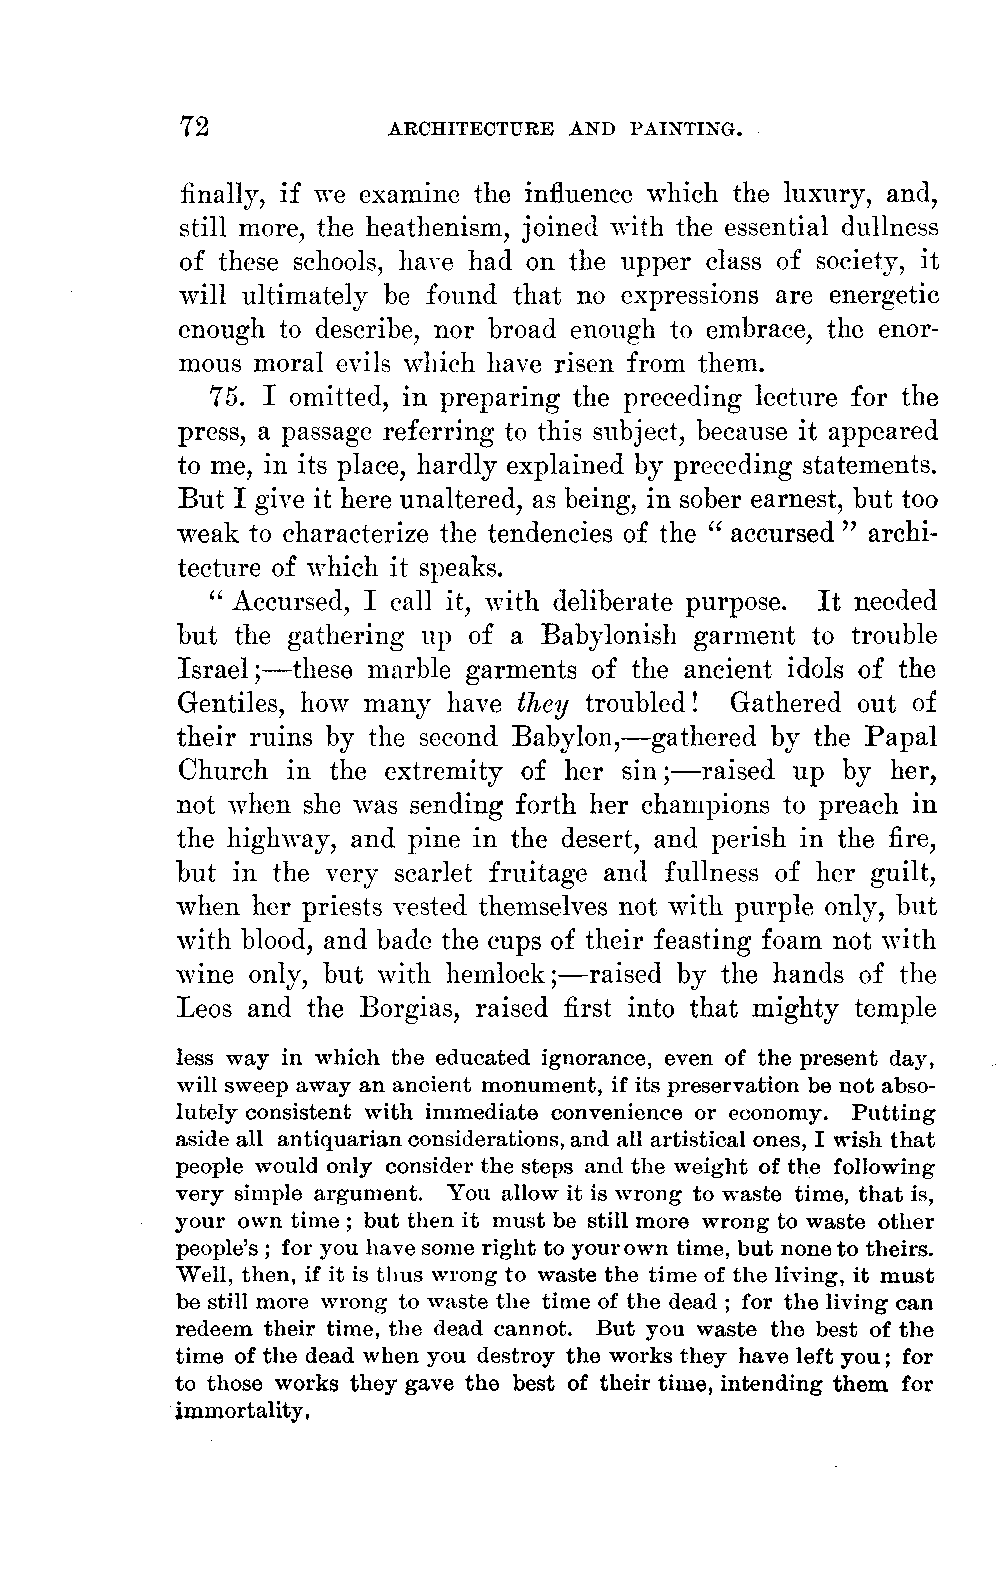 72 ARCHITECTURE AND PAINTING.
finally, if we examine the influence which the luxury, and,
still more, the heathenism, joined with the essential dullness
of these schools, have had on the upper class of society, it
will ultimately be found that no expressions are energetic
enough to describe, nor broad enough to embrace, the enor-
mous moral evils which have risen from them.
75. I omitted, in preparing the preceding lecture for the
press, a passage referring to this subject, because it appeared
to me, in its place, hardly explained by preceding statements.
But I give it here unaltered, as being, in sober earnest, but too
weak to characterize the tendencies of the “ accursed ” archi-
tecture of which it speaks.
“ Accursed, I call it, with deliberate purpose. It needed
but the gathering up of a Babylonish garment to trouble
Israel;—these marble garments of the ancient idols of the
Gentiles, how many have they troubled! Gathered out of
their ruins by the second Babylon,—gathered by the Papal
Church in the extremity of her sin;—raised up by her,
not when she was sending forth her champions to preach in
the highway, and pine in the desert, and perish in the fire,
but in the very scarlet fruitage and fullness of her guilt,
when her priests vested themselves not with purple only, but
with blood, and bade the cups of their feasting foam not with
wine only, but with hemlock;—raised by the hands of the
Leos and the Borgias, raised first into that mighty temple
less way in which the educated ignorance, even of the present day,
will sweep away an ancient monument, if its preservation be not abso-
lutely consistent with immediate convenience or economy. Putting
aside all antiquarian considerations, and all artistical ones, I wish that
people would only consider the steps and the weight of the following
very simple argument. You allow it is wrong to waste time, that is,
your own time; but then it must be still more wrong to waste other
people's; for you have some right to your own time, but none to theirs.
Well, then, if it is thus wrong to waste the time of the living, it must
be still more wrong to waste the time of the dead; for the living can
redeem their time, the dead cannot. But you waste the best of the
time of the dead when you destroy the works they have left you; for
to those works they gave the best of their time, intending them for
immortality.